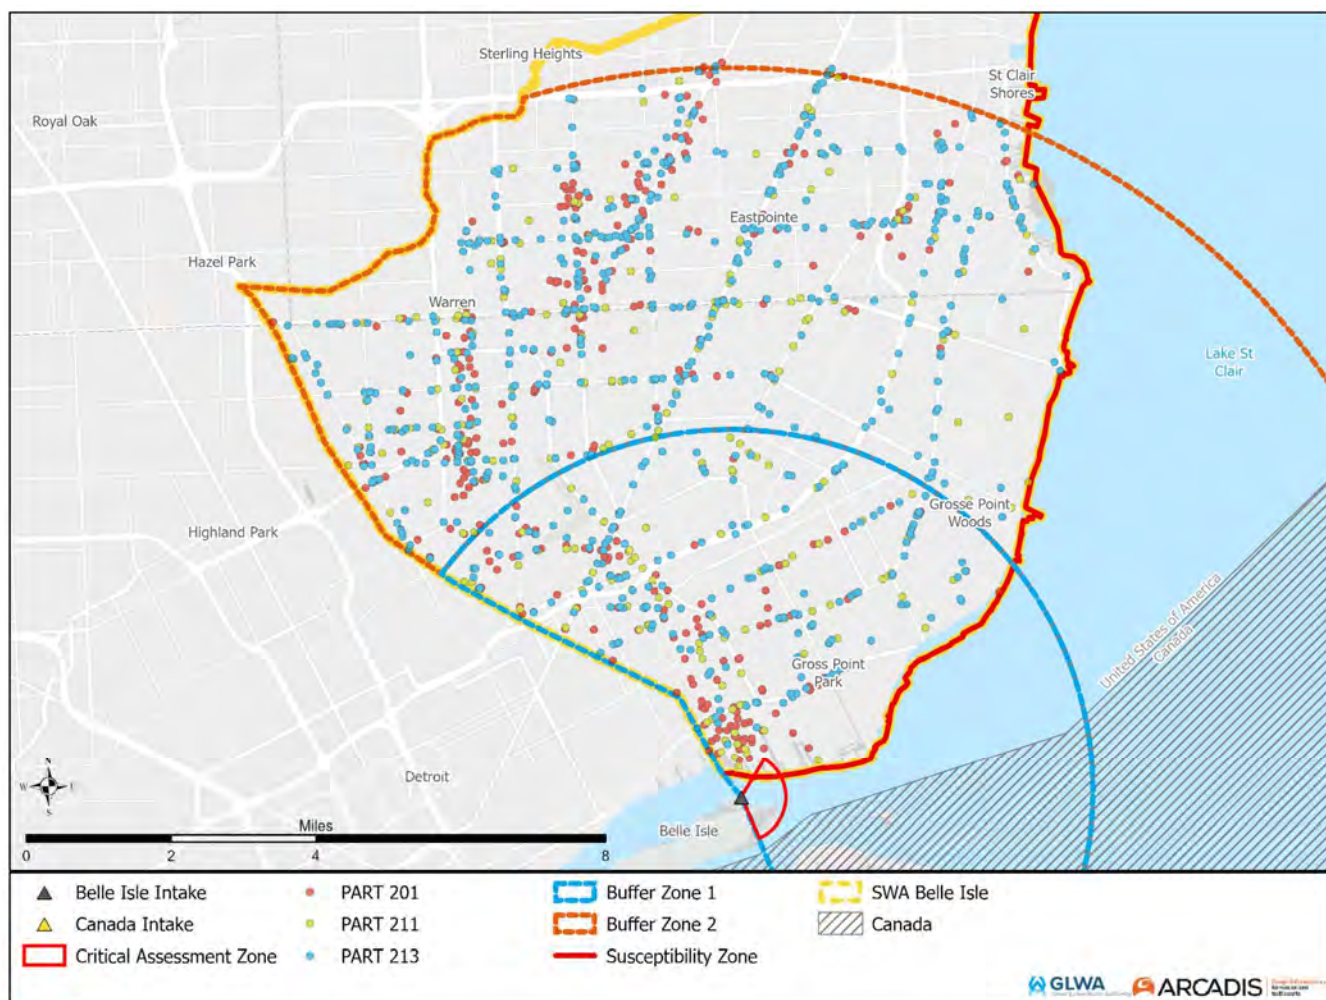 Sterling Heights
St Clair
Shores
Royal Oak
Eastpointe
Hazel Park
Warren
Lake St
Clair
Grosse Point
Woods
Highland Park
United States of America
Canada
Gross Point
Park
Detroit
Belle Isle
N
W
S
Miles
0 2 4 8
Belle Isle Intake
Canada Intake
Critical Assessment Zone
PART 201
PART 211
PART 213
Buffer Zone 1
Buffer Zone 2
Susceptibility Zone
SWA Belle Isle
Canada
GLWA
ARCADIS